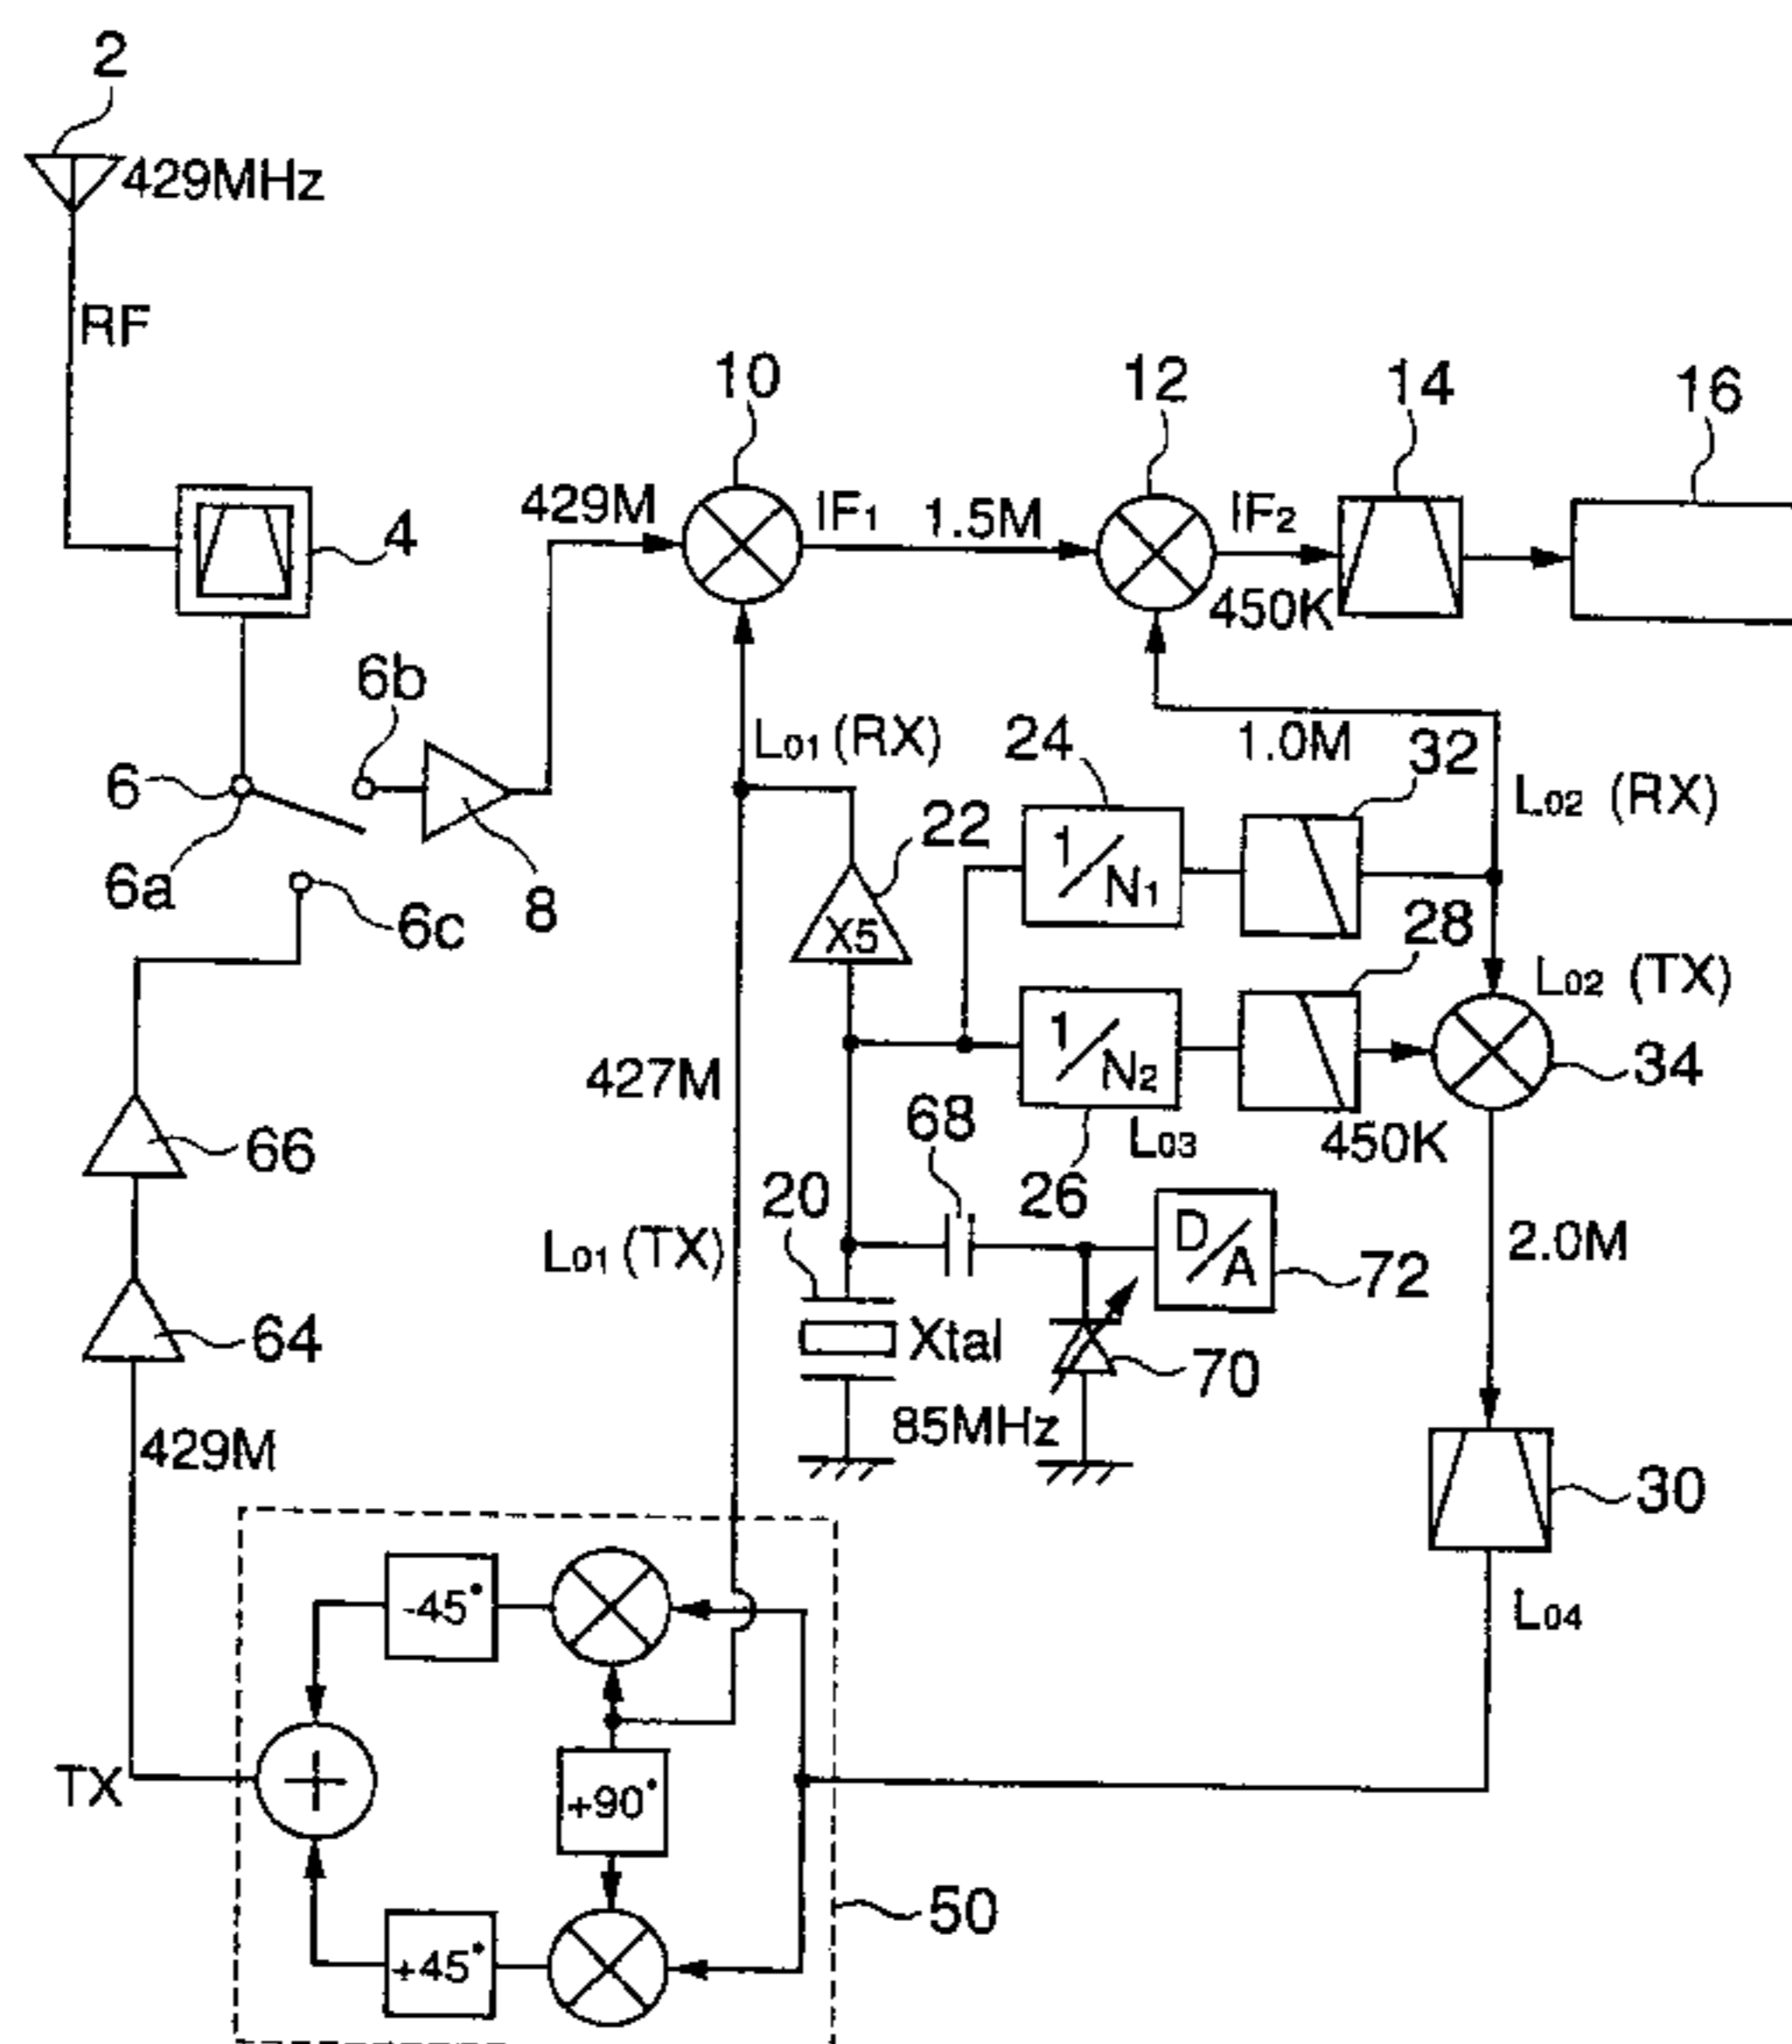 2
429MHz
RF
10
12
14
16
429M
IF1
1.5M
IF2
4
450K
6b
L01 (RX)
24
1.0M
32
6
22
L02 (RX)
6a
8
1/N1
6c
X5
28
L02 (TX)
1/N2
34
427M
68
L03
450K
66
20
26
D/A
L01 (TX)
2.0M
72
64
Xtal
70
85MHz
429M
30
-45°
L04
TX
+
+90°
50
+45°